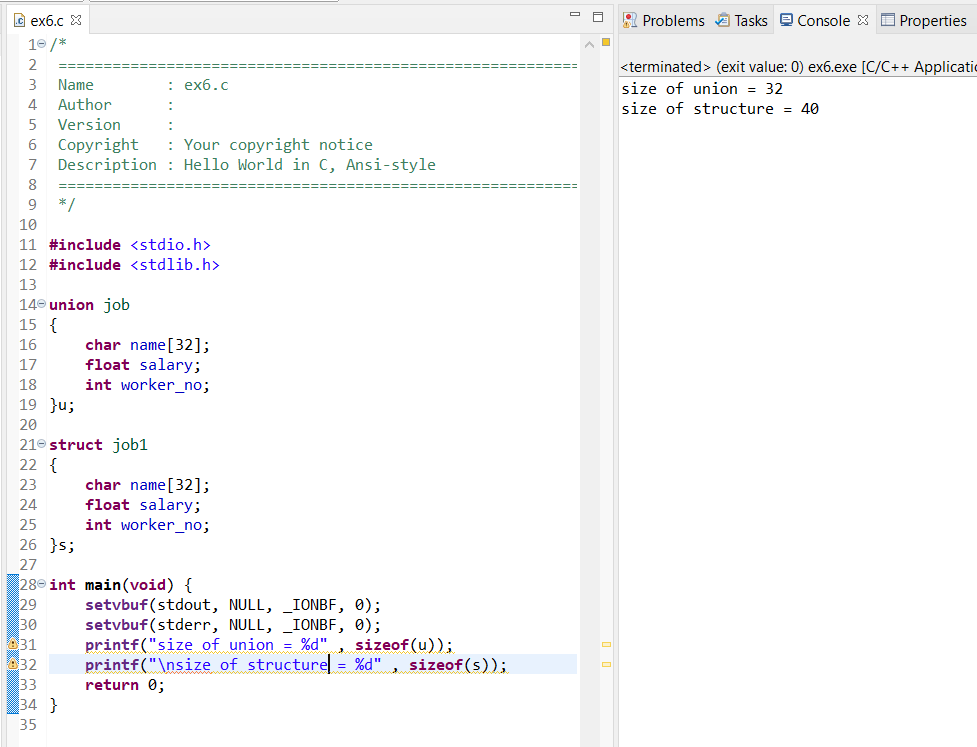 ex6.c
1 /*
2 ==========================================================
3 Name        : ex6.c
4 Author      :
5 Version     :
6 Copyright   : Your copyright notice
7 Description : Hello World in C, Ansi-style
8 ==========================================================
9 */
10
11 #include <stdio.h>
12 #include <stdlib.h>
13
14 union job
15 {
16     char name[32];
17     float salary;
18     int worker_no;
19 }u;
20
21 struct job1
22 {
23     char name[32];
24     float salary;
25     int worker_no;
26 }s;
27
28 int main(void) {
29     setvbuf(stdout, NULL, _IONBF, 0);
30     setvbuf(stderr, NULL, _IONBF, 0);
31     printf("size of union = %d" , sizeof(u));
32     printf("\nsize of structure = %d" , sizeof(s));
33     return 0;
34 }
35
Problems Tasks Console Properties
<terminated> (exit value: 0) ex6.exe [C/C++ Applicatio
size of union = 32
size of structure = 40